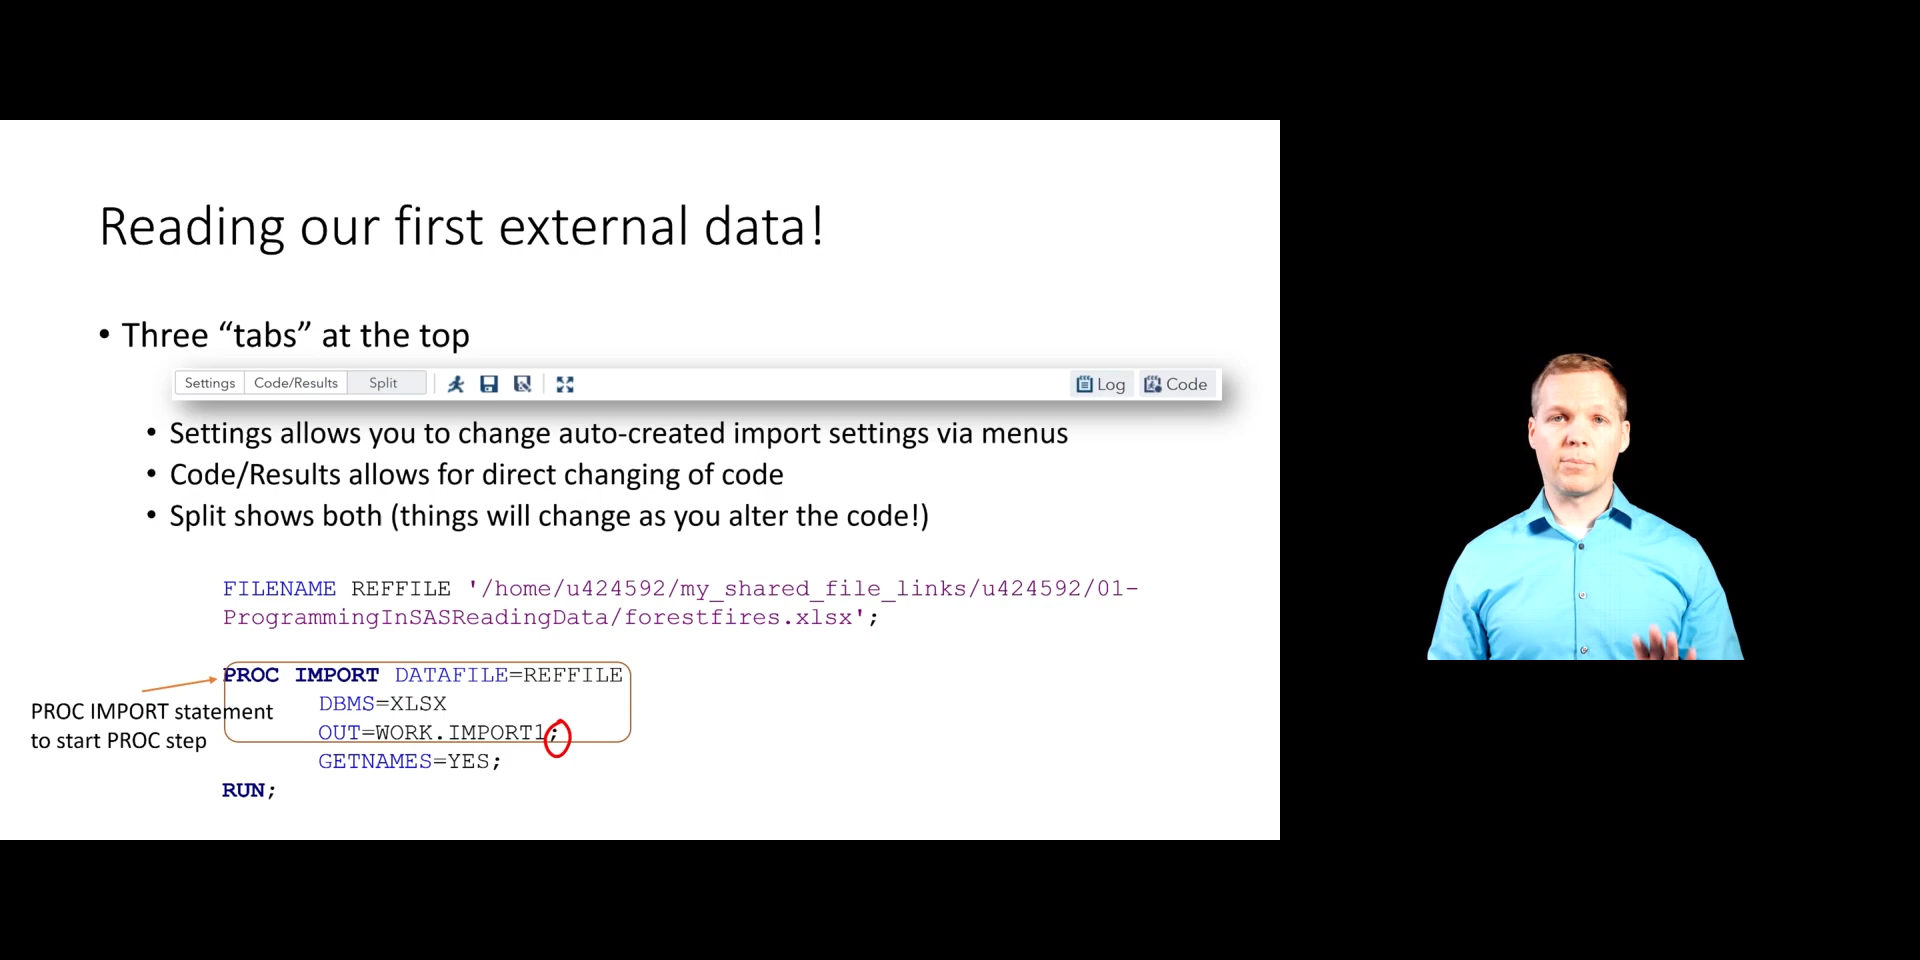 Reading our first external data!
• Three “tabs” at the top
Settings Code/Results Split Log Code
• Settings allows you to change auto-created import settings via menus
• Code/Results allows for direct changing of code
• Split shows both (things will change as you alter the code!)
FILENAME REFFILE '/home/u424592/my_shared_file_links/u424592/01-
ProgrammingInSASReadingData/forestfires.xlsx';
PROC IMPORT DATAFILE=REFFILE
DBMS=XLSX
OUT=WORK.IMPORT1;
GETNAMES=YES;
RUN;
PROC IMPORT statement
to start PROC step